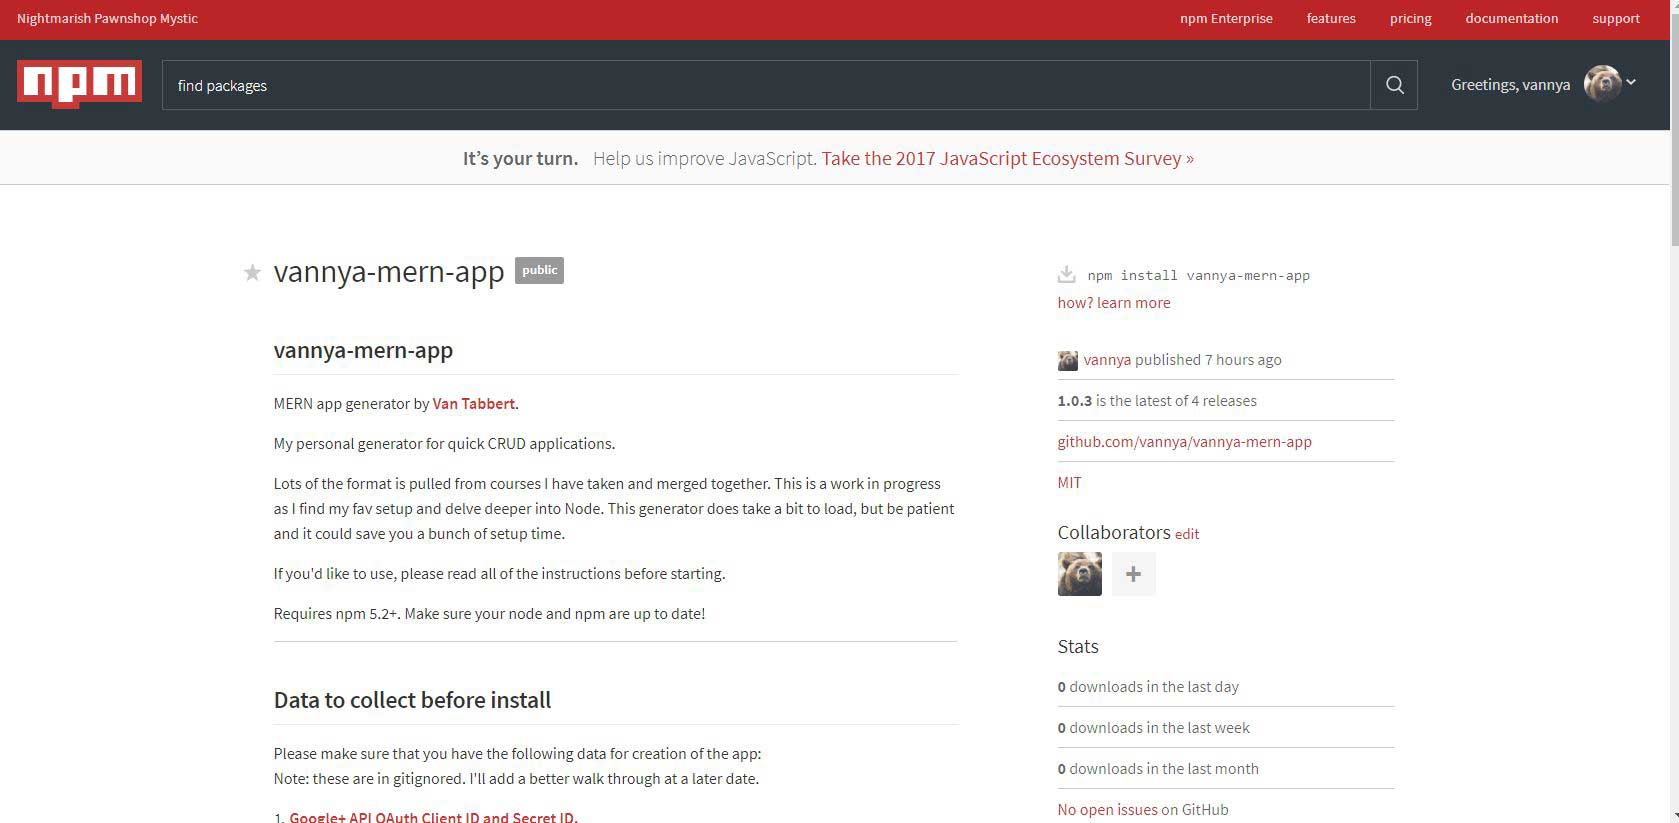 Nightmarish Pawnshop Mystic
npm Enterprise features pricing documentation support
npm
find packages
Greetings, vannya
It's your turn. Help us improve JavaScript. Take the 2017 JavaScript Ecosystem Survey »
vannya-mern-app public
vannya-mern-app
MERN app generator by Van Tabbert.
My personal generator for quick CRUD applications.
Lots of the format is pulled from courses I have taken and merged together. This is a work in progress
as I find my fav setup and delve deeper into Node. This generator does take a bit to load, but be patient
and it could save you a bunch of setup time.
If you'd like to use, please read all of the instructions before starting.
Requires npm 5.2+. Make sure your node and npm are up to date!
Data to collect before install
Please make sure that you have the following data for creation of the app:
Note: these are in gitignored. I'll add a better walk through at a later date.
1. Google+ API OAuth Client ID and Secret ID.
npm install vannya-mern-app
how? learn more
vannya published 7 hours ago
1.0.3 is the latest of 4 releases
github.com/vannya/vannya-mern-app
MIT
Collaborators edit
+
Stats
0 downloads in the last day
0 downloads in the last week
0 downloads in the last month
No open issues on GitHub